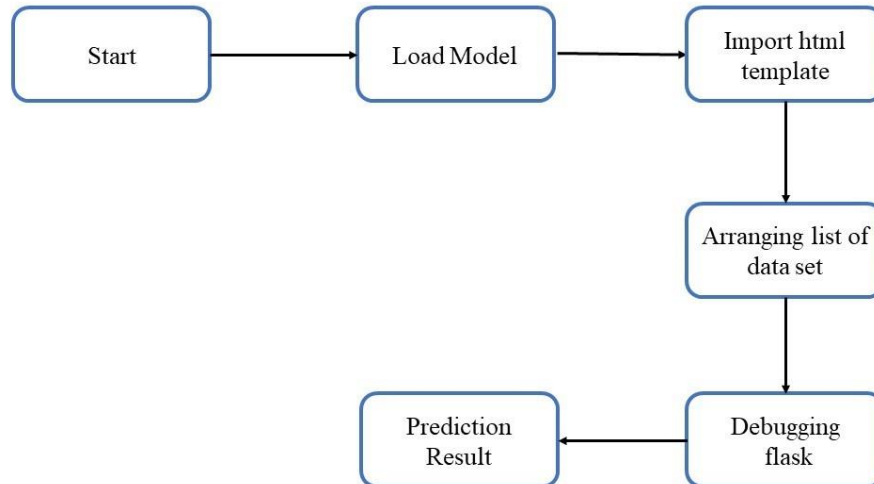 Start
Load Model
Import html
template
Arranging list of
data set
Debugging
flask
Prediction
Result